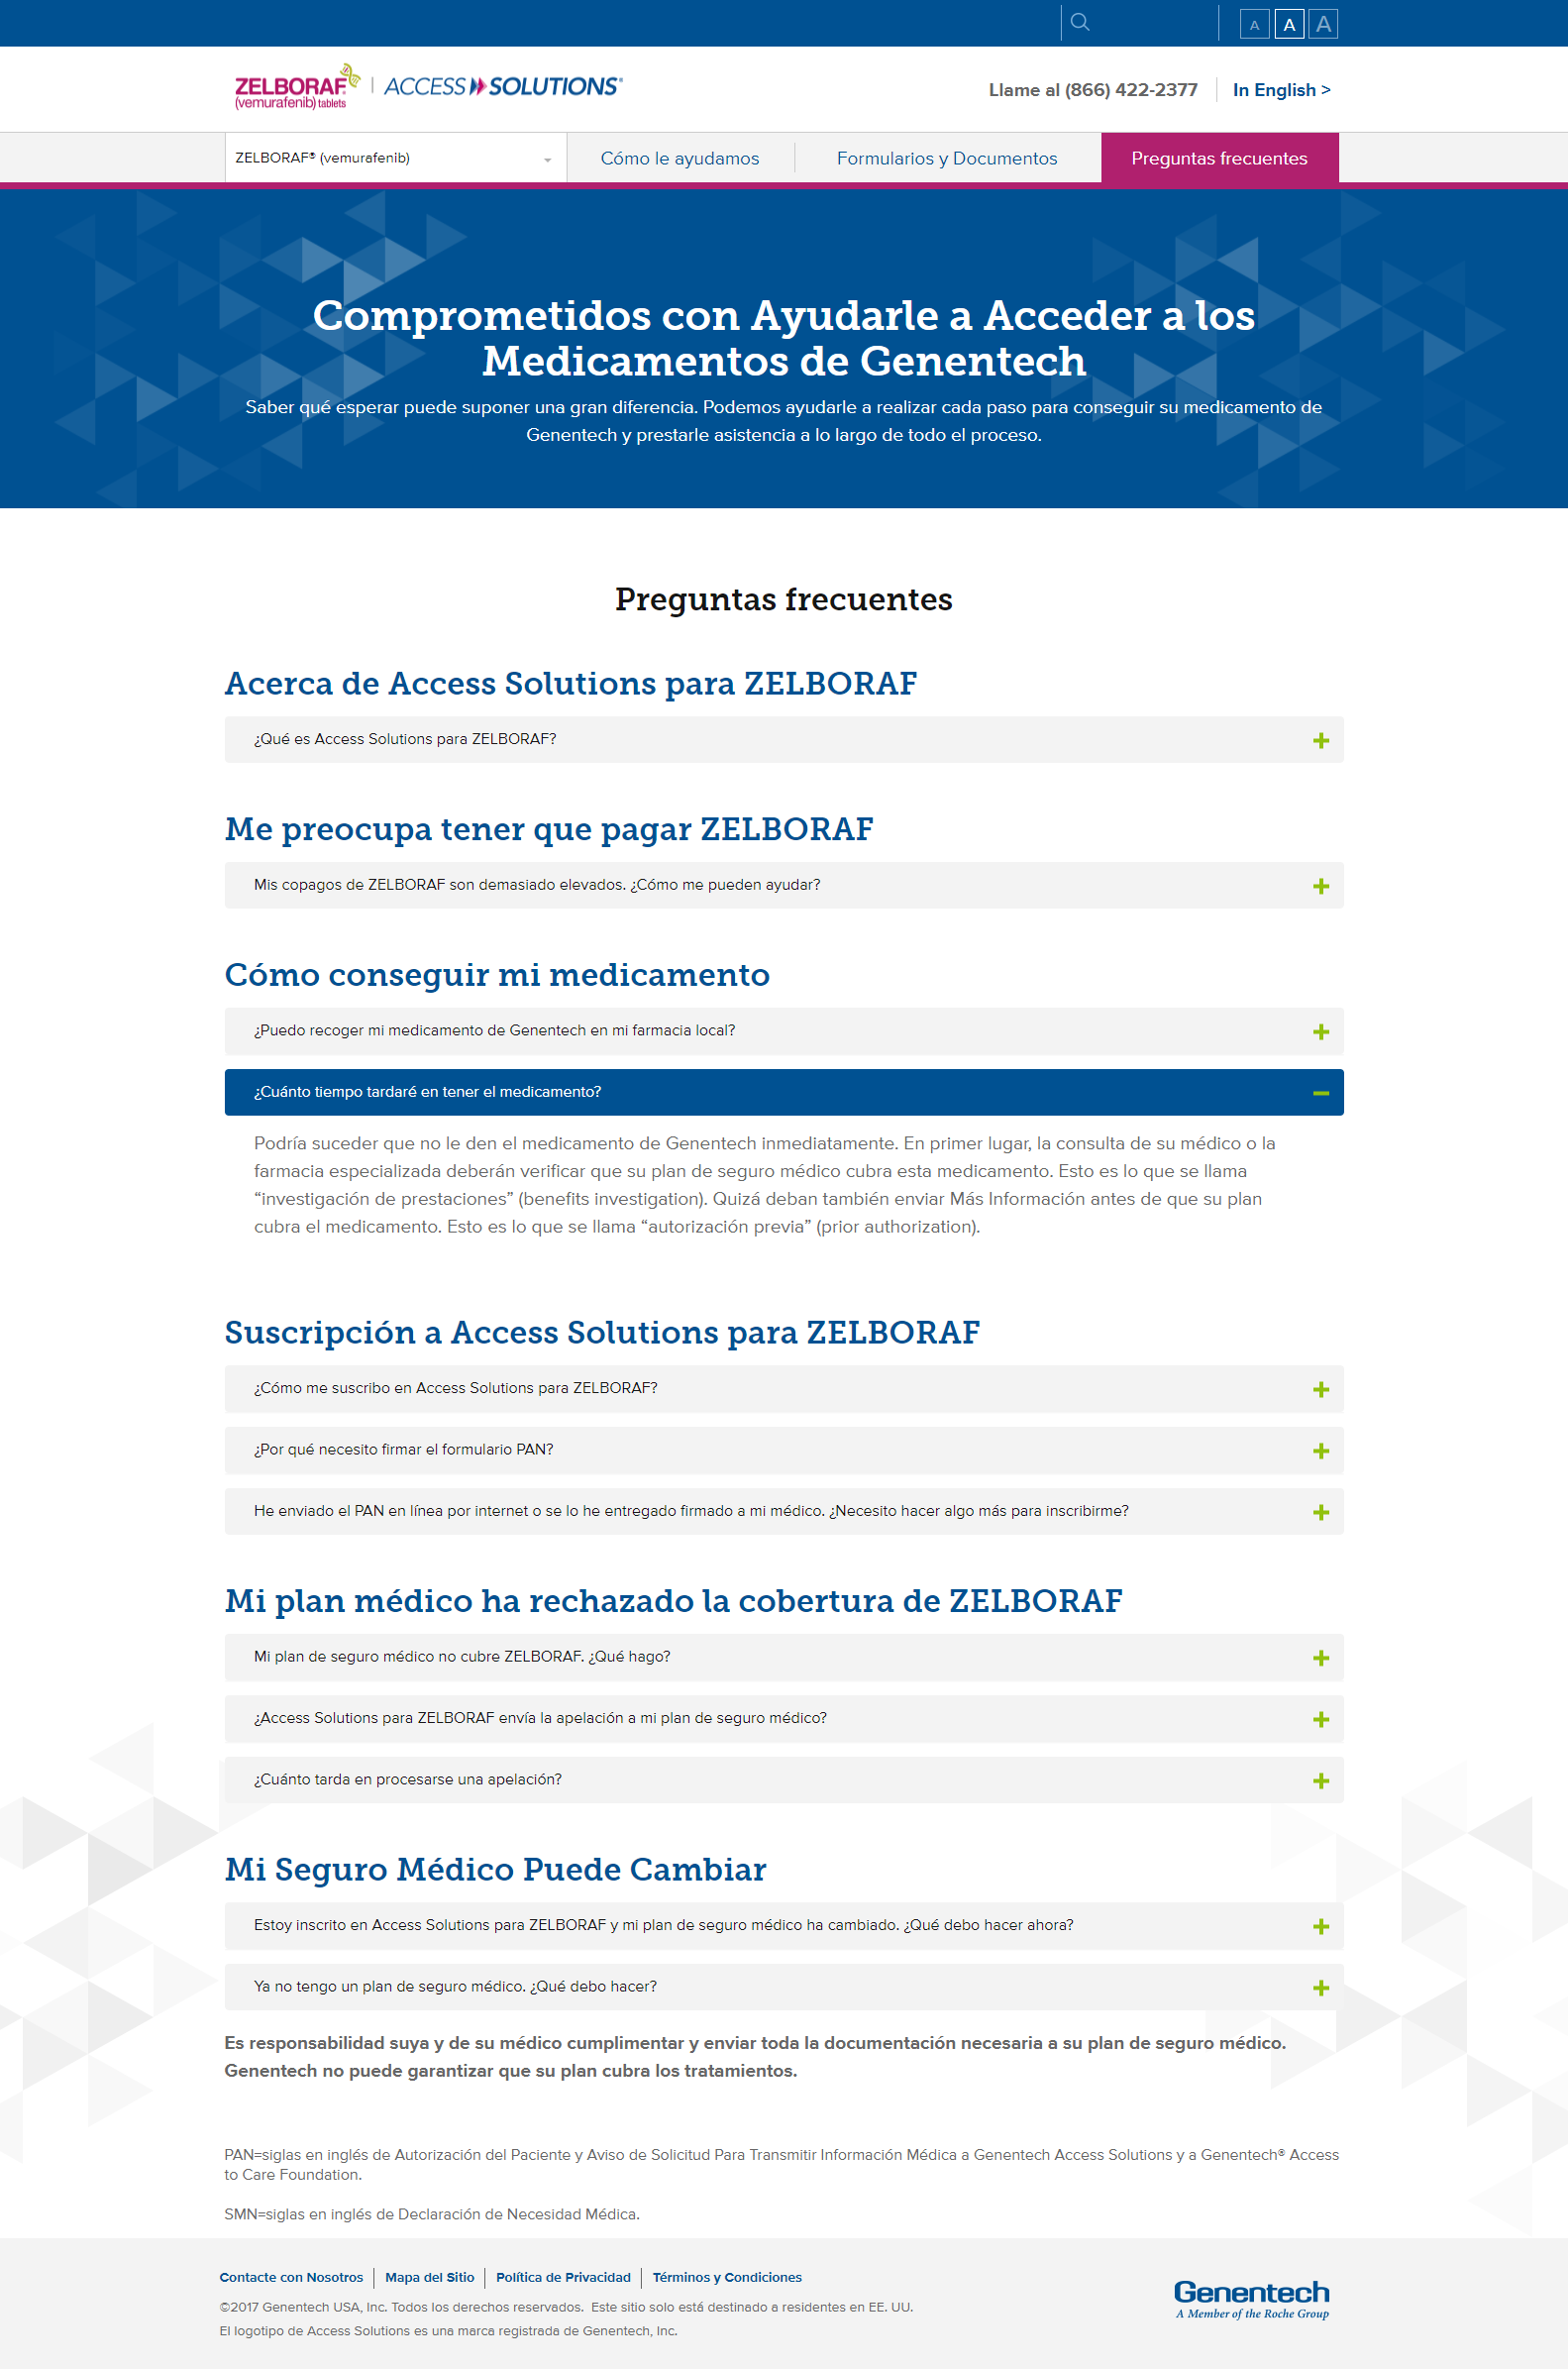 A A A
ZELBORAF® | ACCESS SOLUTIONS®
(vemurafenib) tablets
Llame al (866) 422-2377
In English >
ZELBORAF® (vemurafenib)
Cómo le ayudamos
Formularios y Documentos
Preguntas frecuentes
Comprometidos con Ayudarle a Acceder a los
Medicamentos de Genentech
Saber qué esperar puede suponer una gran diferencia. Podemos ayudarle a realizar cada paso para conseguir su medicamento de
Genentech y prestarle asistencia a lo largo de todo el proceso.
Preguntas frecuentes
Acerca de Access Solutions para ZELBORAF
¿Qué es Access Solutions para ZELBORAF?
Me preocupa tener que pagar ZELBORAF
Mis copagos de ZELBORAF son demasiado elevados. ¿Cómo me pueden ayudar?
Cómo conseguir mi medicamento
¿Puedo recoger mi medicamento de Genentech en mi farmacia local?
¿Cuánto tiempo tardaré en tener el medicamento?
Podría suceder que no le den el medicamento de Genentech inmediatamente. En primer lugar, la consulta de su médico o la
farmacia especializada deberán verificar que su plan de seguro médico cubra esta medicamento. Esto es lo que se llama
“investigación de prestaciones” (benefits investigation). Quizá deban también enviar Más Información antes de que su plan
cubra el medicamento. Esto es lo que se llama “autorización previa” (prior authorization).
Suscripción a Access Solutions para ZELBORAF
¿Cómo me suscribo en Access Solutions para ZELBORAF?
¿Por qué necesito firmar el formulario PAN?
He enviado el PAN en línea por internet o se lo he entregado firmado a mi médico. ¿Necesito hacer algo más para inscribirme?
Mi plan médico ha rechazado la cobertura de ZELBORAF
Mi plan de seguro médico no cubre ZELBORAF. ¿Qué hago?
¿Access Solutions para ZELBORAF envía la apelación a mi plan de seguro médico?
¿Cuánto tarda en procesarse una apelación?
Mi Seguro Médico Puede Cambiar
Estoy inscrito en Access Solutions para ZELBORAF y mi plan de seguro médico ha cambiado. ¿Qué debo hacer ahora?
Ya no tengo un plan de seguro médico. ¿Qué debo hacer?
Es responsabilidad suya y de su médico cumplimentar y enviar toda la documentación necesaria a su plan de seguro médico.
Genentech no puede garantizar que su plan cubra los tratamientos.
PAN=siglas en inglés de Autorización del Paciente y Aviso de Solicitud Para Transmitir Información Médica a Genentech Access Solutions y a Genentech® Access
to Care Foundation.
SMN=siglas en inglés de Declaración de Necesidad Médica.
Contacte con Nosotros | Mapa del Sitio | Política de Privacidad | Términos y Condiciones
©2017 Genentech USA, Inc. Todos los derechos reservados. Este sitio solo está destinado a residentes en EE. UU.
El logotipo de Access Solutions es una marca registrada de Genentech, Inc.
Genentech
A Member of the Roche Group